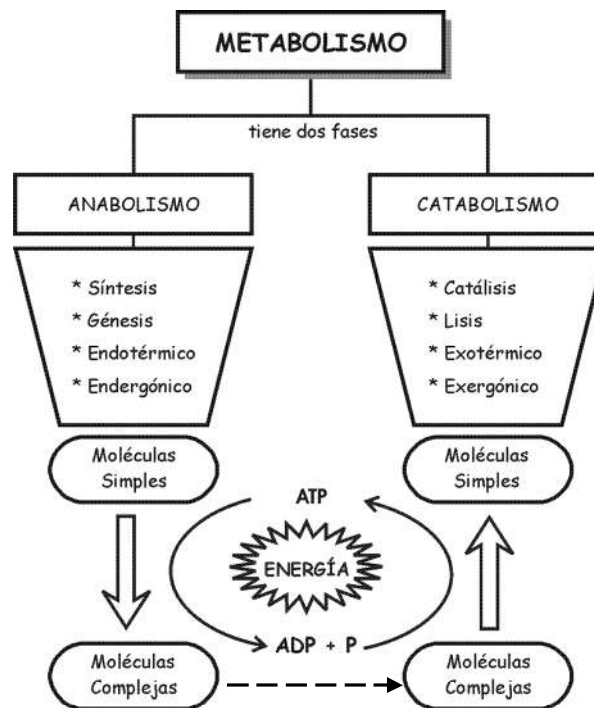 METABOLISMO
tiene dos fases
ANABOLISMO
CATABOLISMO
* Síntesis
* Génesis
* Endotérmico
* Endergónico
* Catálisis
* Lisis
* Exotérmico
* Exergónico
Moléculas
Simples
Moléculas
Simples
ATP
ENERGÍA
ADP + P
Moléculas
Complejas
Moléculas
Complejas